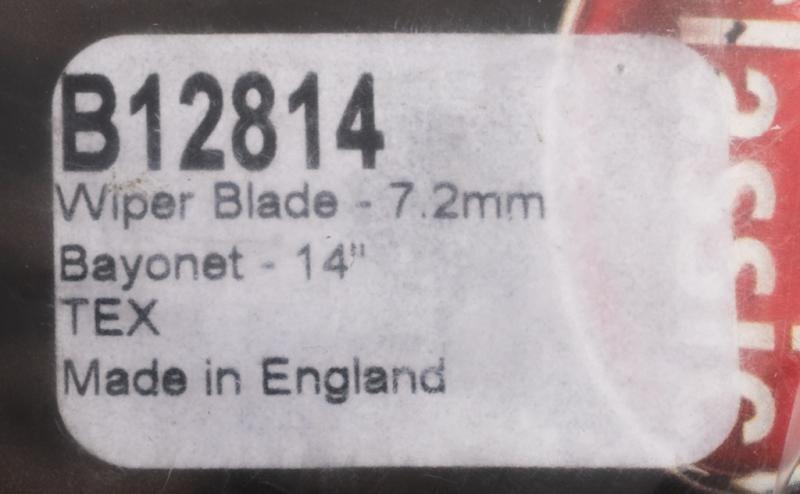 B12814
Wiper Blade - 7.2mm
Bayonet - 14"
TEX
Made in England